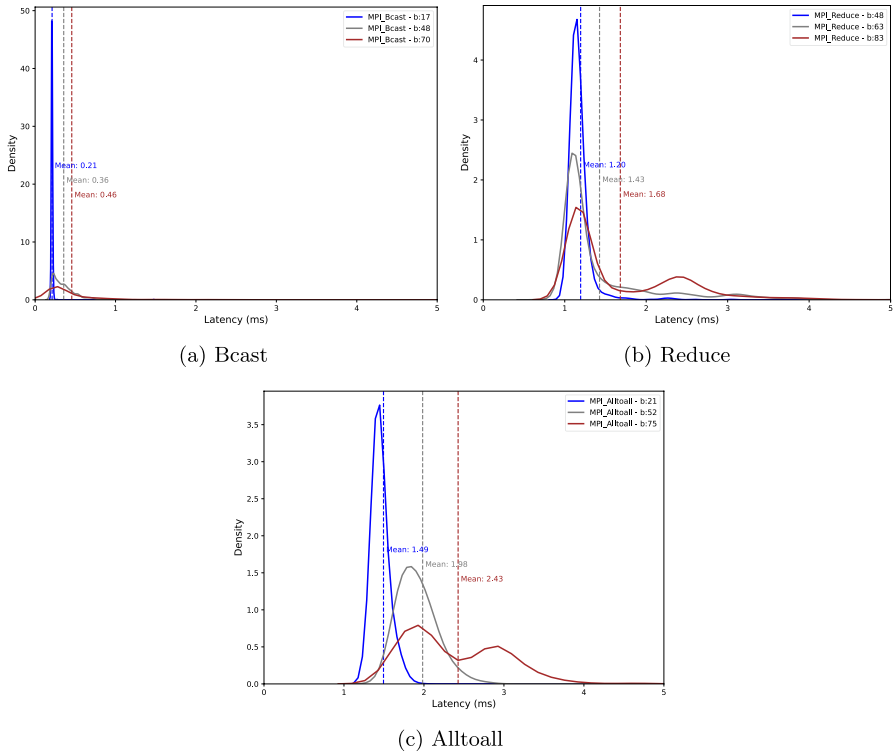 MPI_Bcast - b:17
MPI_Bcast - b:48
MPI_Bcast - b:70
50
40
30
20
10
0
Density
Mean: 0.21
Mean: 0.36
Mean: 0.46
0 1 2 3 4 5
Latency (ms)
(a) Bcast
MPI_Reduce - b:48
MPI_Reduce - b:63
MPI_Reduce - b:83
4
3
2
1
0
Density
Mean: 1.20
Mean: 1.43
Mean: 1.68
0 1 2 3 4 5
Latency (ms)
(b) Reduce
MPI_Alltoall - b:21
MPI_Alltoall - b:52
MPI_Alltoall - b:75
3.5
3.0
2.5
2.0
1.5
1.0
0.5
0.0
Density
Mean: 1.49
Mean: 1.98
Mean: 2.43
0 1 2 3 4 5
Latency (ms)
(c) Alltoall